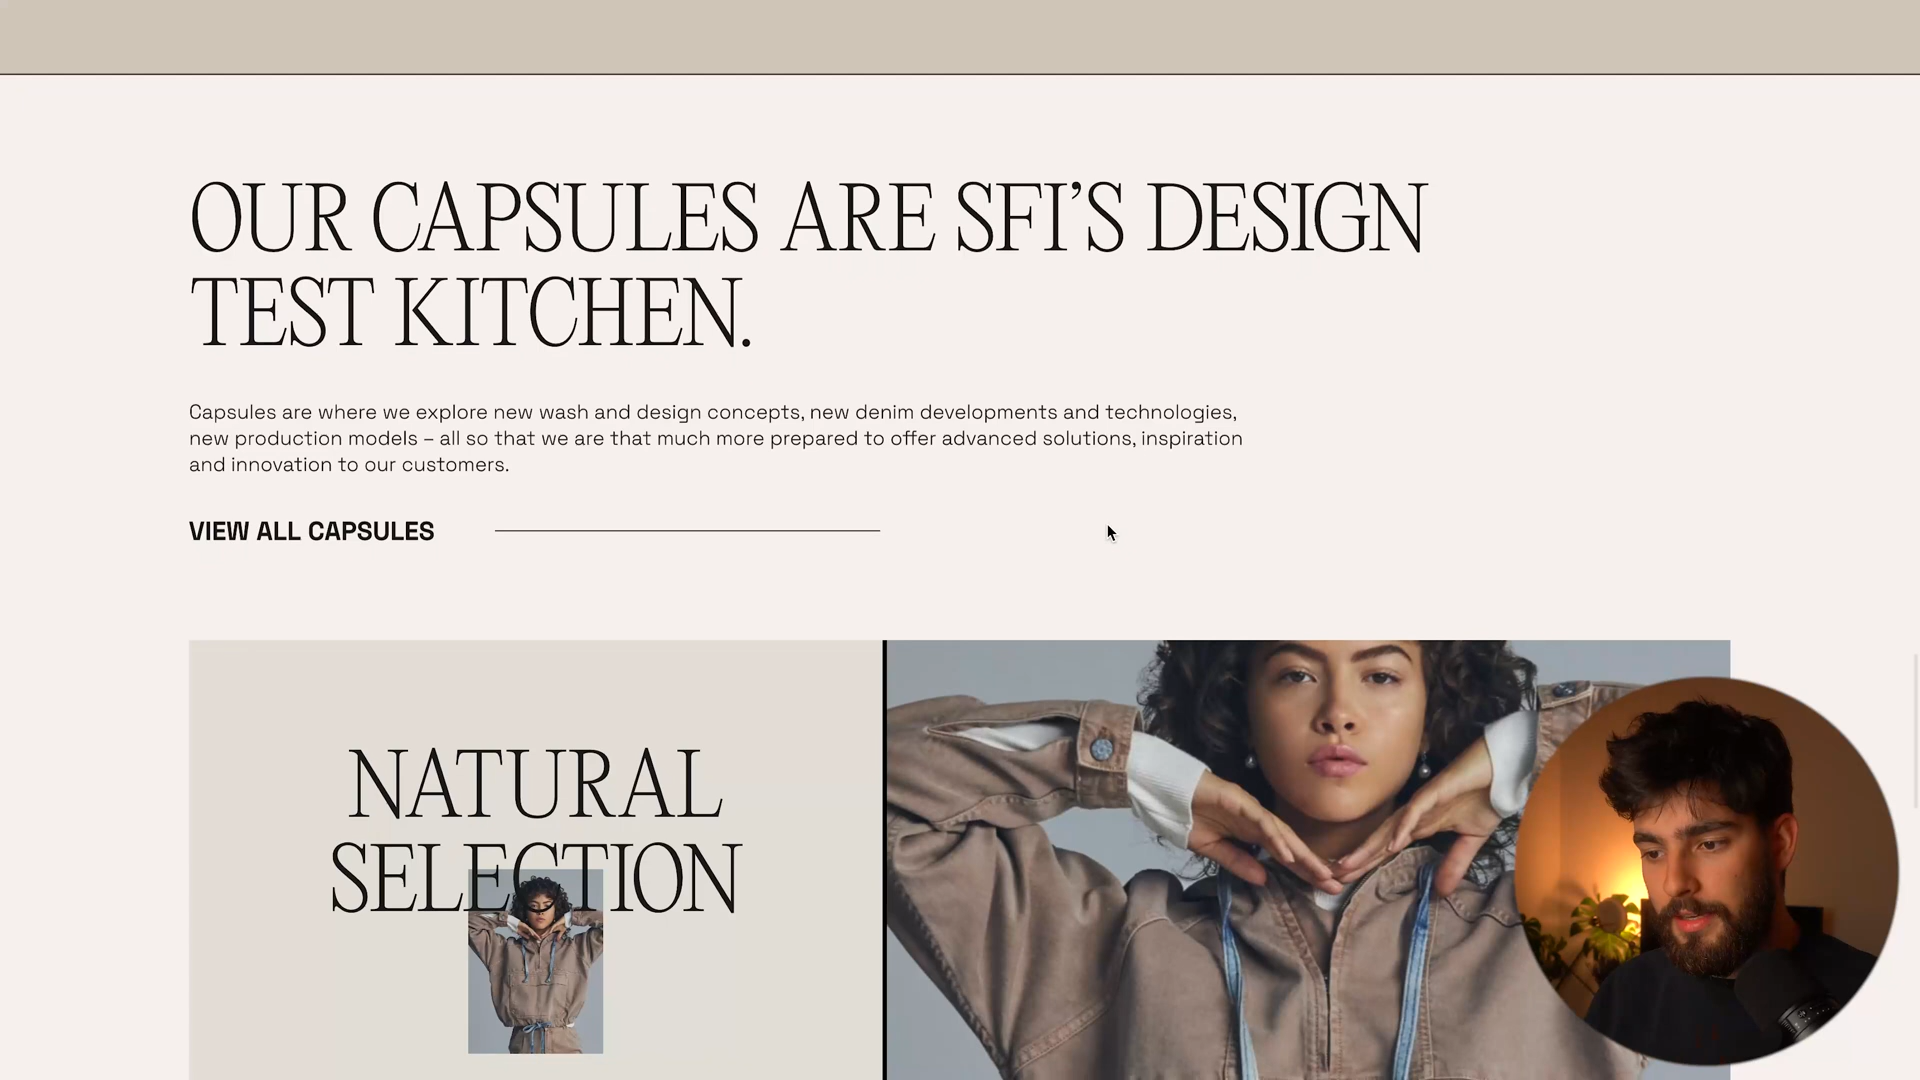 OUR CAPSULES ARE SFI’S DESIGN
TEST KITCHEN.
Capsules are where we explore new wash and design concepts, new denim developments and technologies,
new production models – all so that we are that much more prepared to offer advanced solutions, inspiration
and innovation to our customers.
VIEW ALL CAPSULES
NATURAL
SELECTION